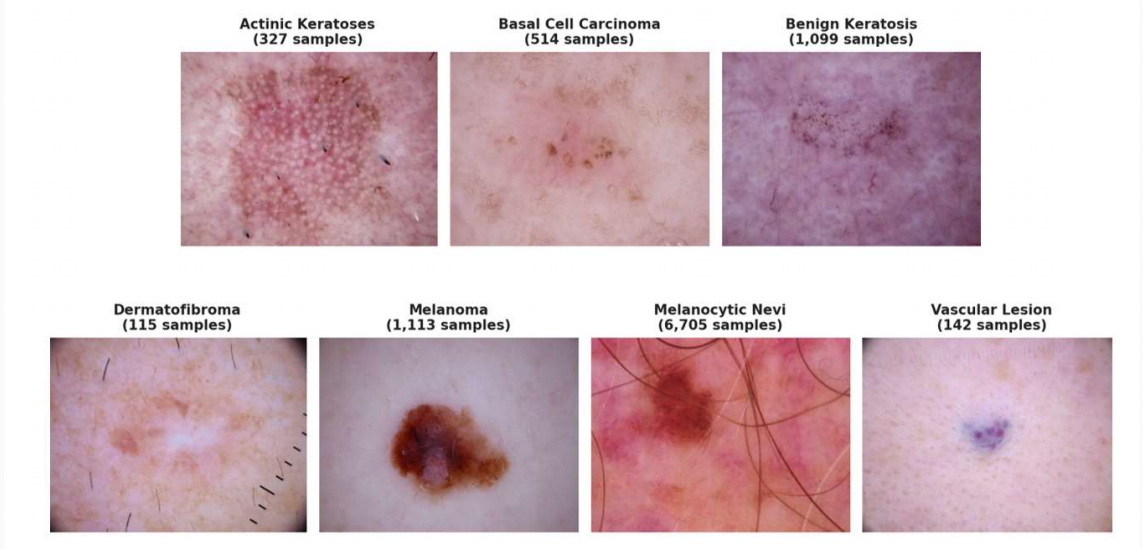 Actinic Keratoses
(327 samples)
Basal Cell Carcinoma
(514 samples)
Benign Keratosis
(1,099 samples)
Dermatofibroma
(115 samples)
Melanoma
(1,113 samples)
Melanocytic Nevi
(6,705 samples)
Vascular Lesion
(142 samples)